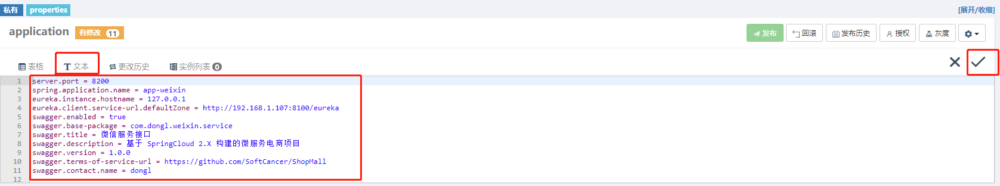 私有 properties [展开/收缩]
application 有修改 11 发布 回滚 发布历史 授权 灰度
表格 文本 更改历史 实例列表 0
1 server.port = 8200
2 spring.application.name = app-weixin
3 eureka.instance.hostname = 127.0.0.1
4 eureka.client.service-url.defaultZone = http://192.168.1.107:8100/eureka
5 swagger.enabled = true
6 swagger.base-package = com.dongl.weixin.service
7 swagger.title = 微信服务接口
8 swagger.description = 基于 SpringCloud 2.X 构建的微服务电商项目
9 swagger.version = 1.0.0
10 swagger.terms-of-service-url = https://github.com/SoftCancer/ShopMall
11 swagger.contact.name = dongl
12